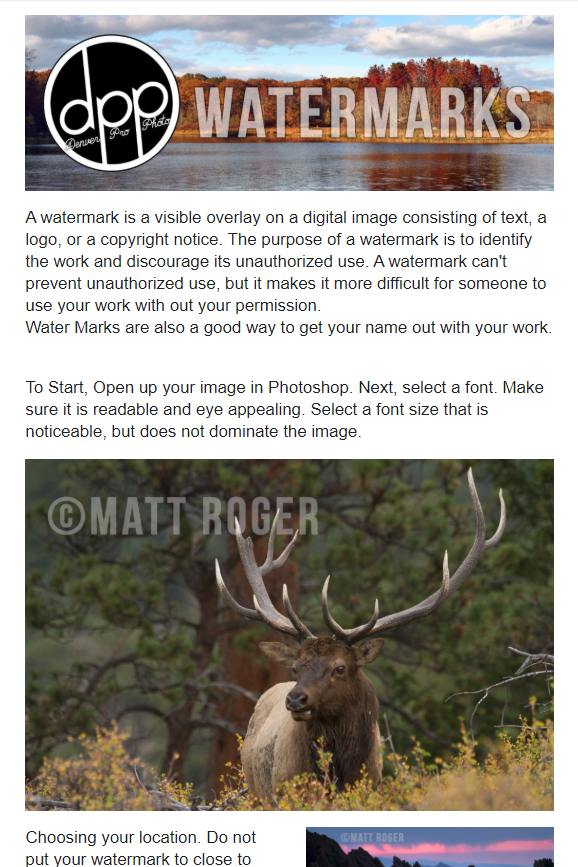 dpp
Denver Pro Photo
WATERMARKS
A watermark is a visible overlay on a digital image consisting of text, a
logo, or a copyright notice. The purpose of a watermark is to identify
the work and discourage its unauthorized use. A watermark can't
prevent unauthorized use, but it makes it more difficult for someone to
use your work with out your permission.
Water Marks are also a good way to get your name out with your work.
To Start, Open up your image in Photoshop. Next, select a font. Make
sure it is readable and eye appealing. Select a font size that is
noticeable, but does not dominate the image.
©MATT ROGER
Choosing your location. Do not
put your watermark to close to
©MATT ROGER